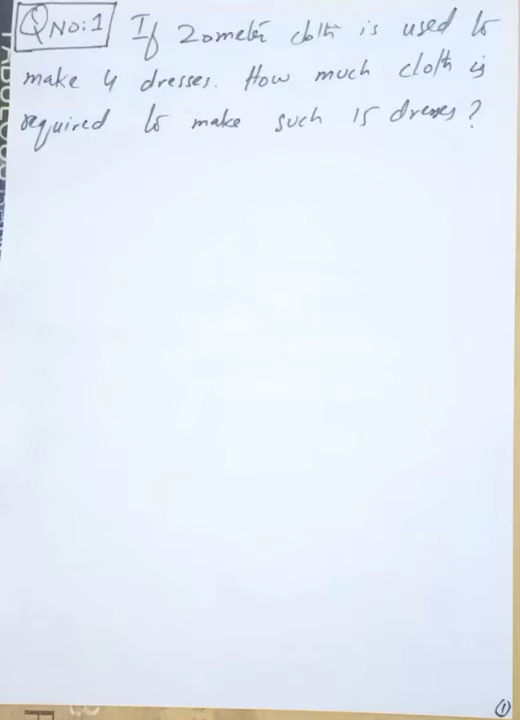 Q No:1 If 20meter cloth is used to
make 4 dresses. How much cloth is
required to make such 15 dresses?
1